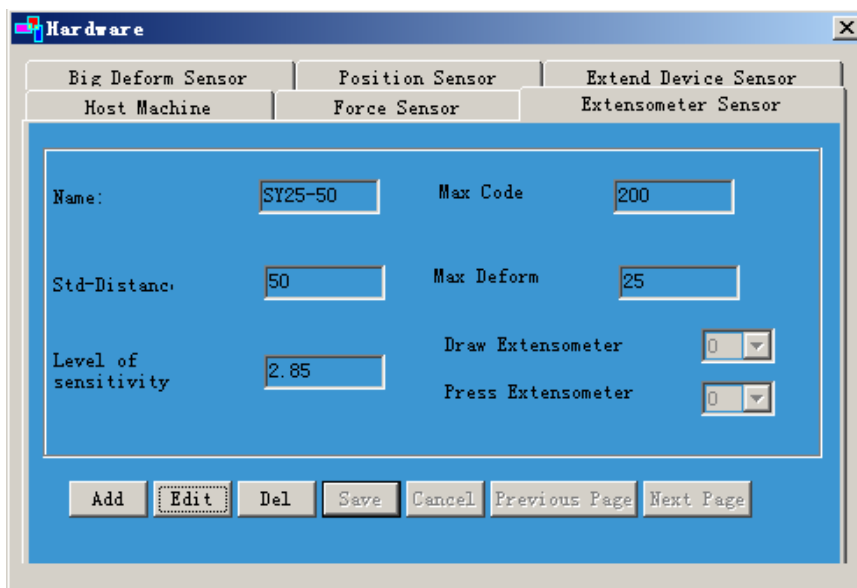 Hardware
Big Deform Sensor Position Sensor Extend Device Sensor
Host Machine Force Sensor Extensometer Sensor
Name: SY25-50 Max Code 200
Std-Distanc 50 Max Deform 25
Draw Extensometer 0
Level of
sensitivity 2.85
Press Extensometer 0
Add Edit Del Save Cancel Previous Page Next Page